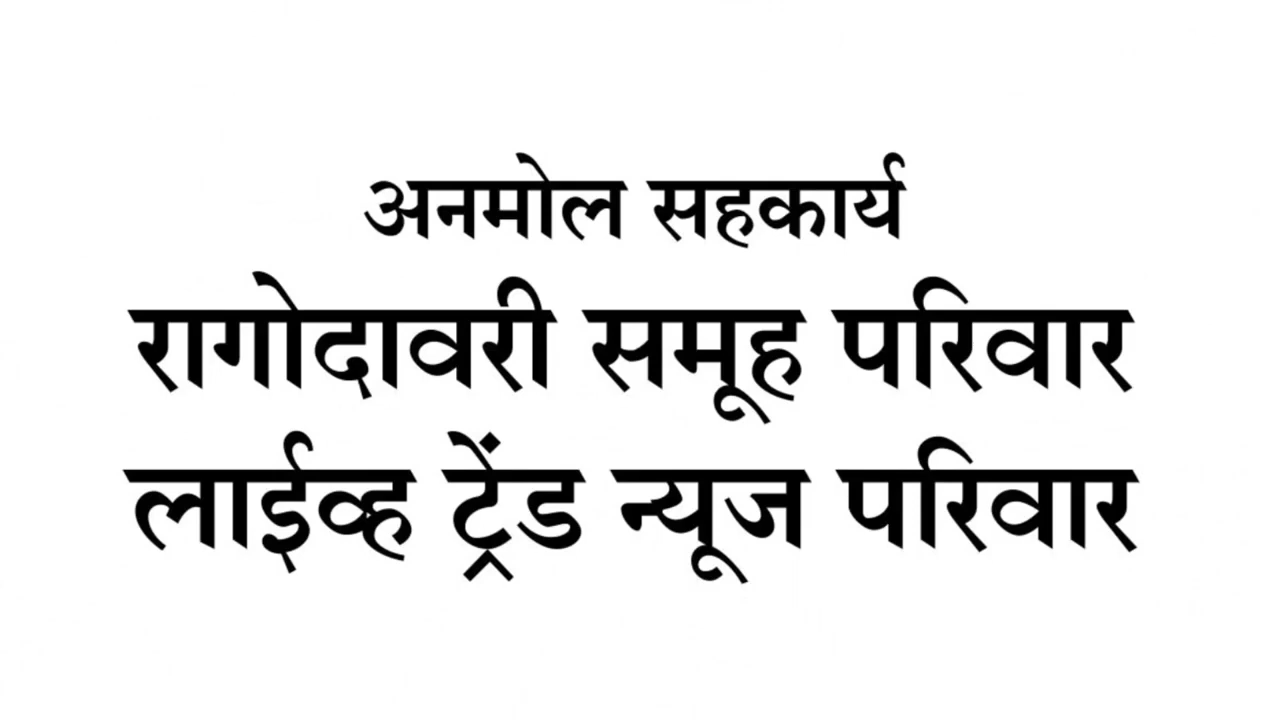 अनमोल सहकार्य
रागोदावरी समूह परिवार
लाईव्ह ट्रेंड न्यूज परिवार